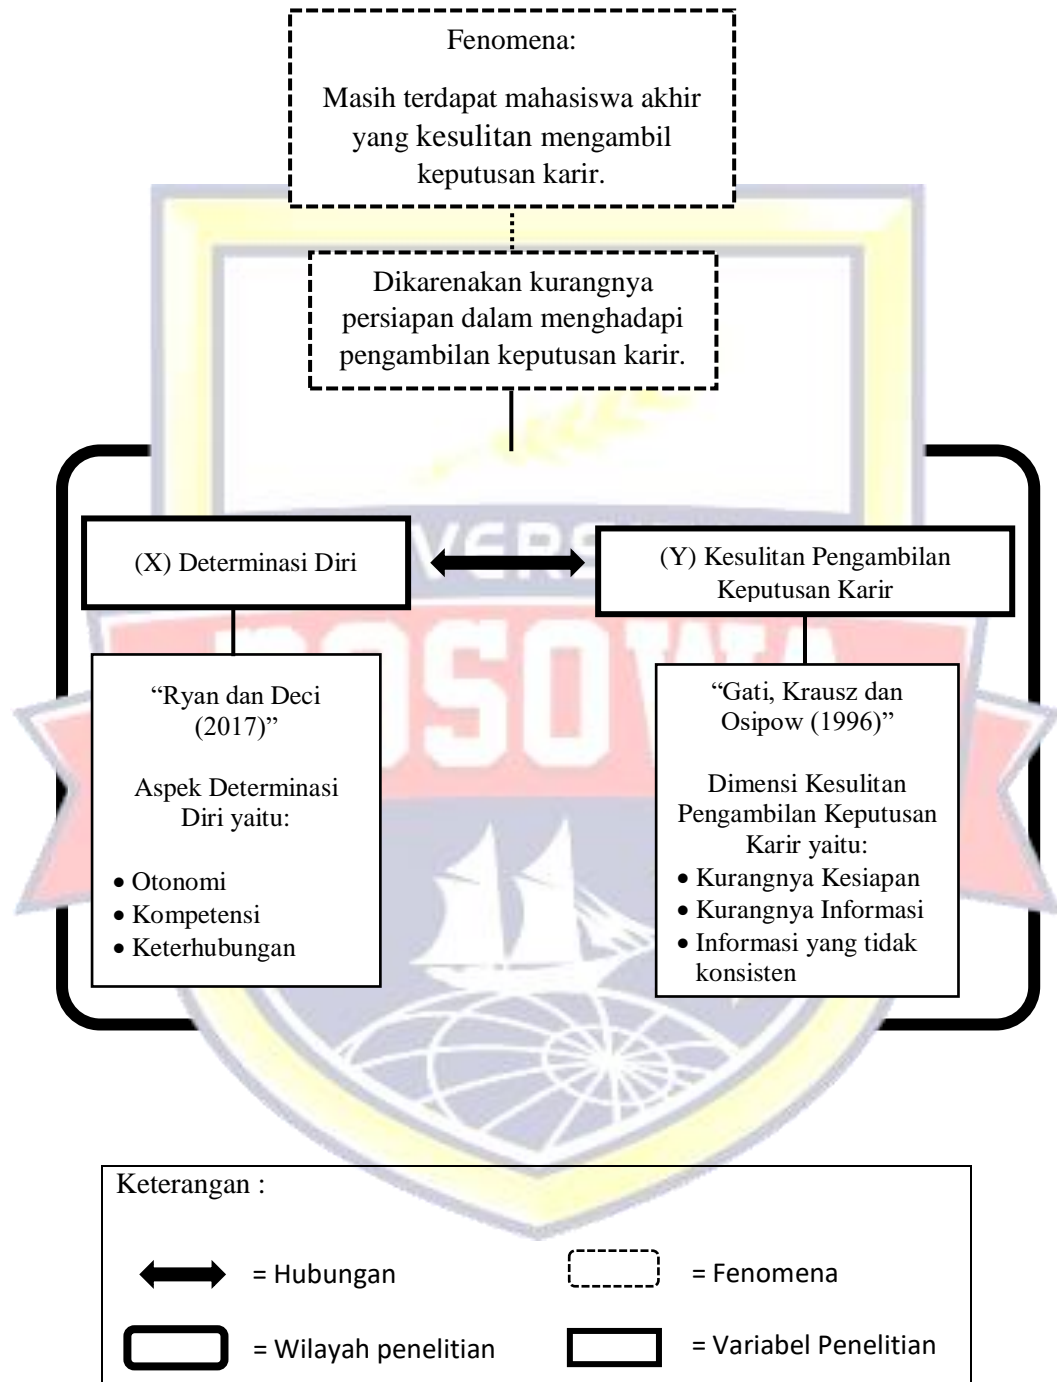 Fenomena:
Masih terdapat mahasiswa akhir
yang kesulitan mengambil
keputusan karir.
Dikarenakan kurangnya
persiapan dalam menghadapi
pengambilan keputusan karir.
VERS
(X) Determinasi Diri
(Y) Kesulitan Pengambilan
Keputusan Karir
BOSOWA
“Ryan dan Deci
(2017)”
Aspek Determinasi
Diri yaitu:
• Otonomi
• Kompetensi
• Keterhubungan
“Gati, Krausz dan
Osipow (1996)”
Dimensi Kesulitan
Pengambilan Keputusan
Karir yaitu:
• Kurangnya Kesiapan
• Kurangnya Informasi
• Informasi yang tidak
konsisten
Keterangan :
= Hubungan
= Fenomena
= Wilayah penelitian
= Variabel Penelitian